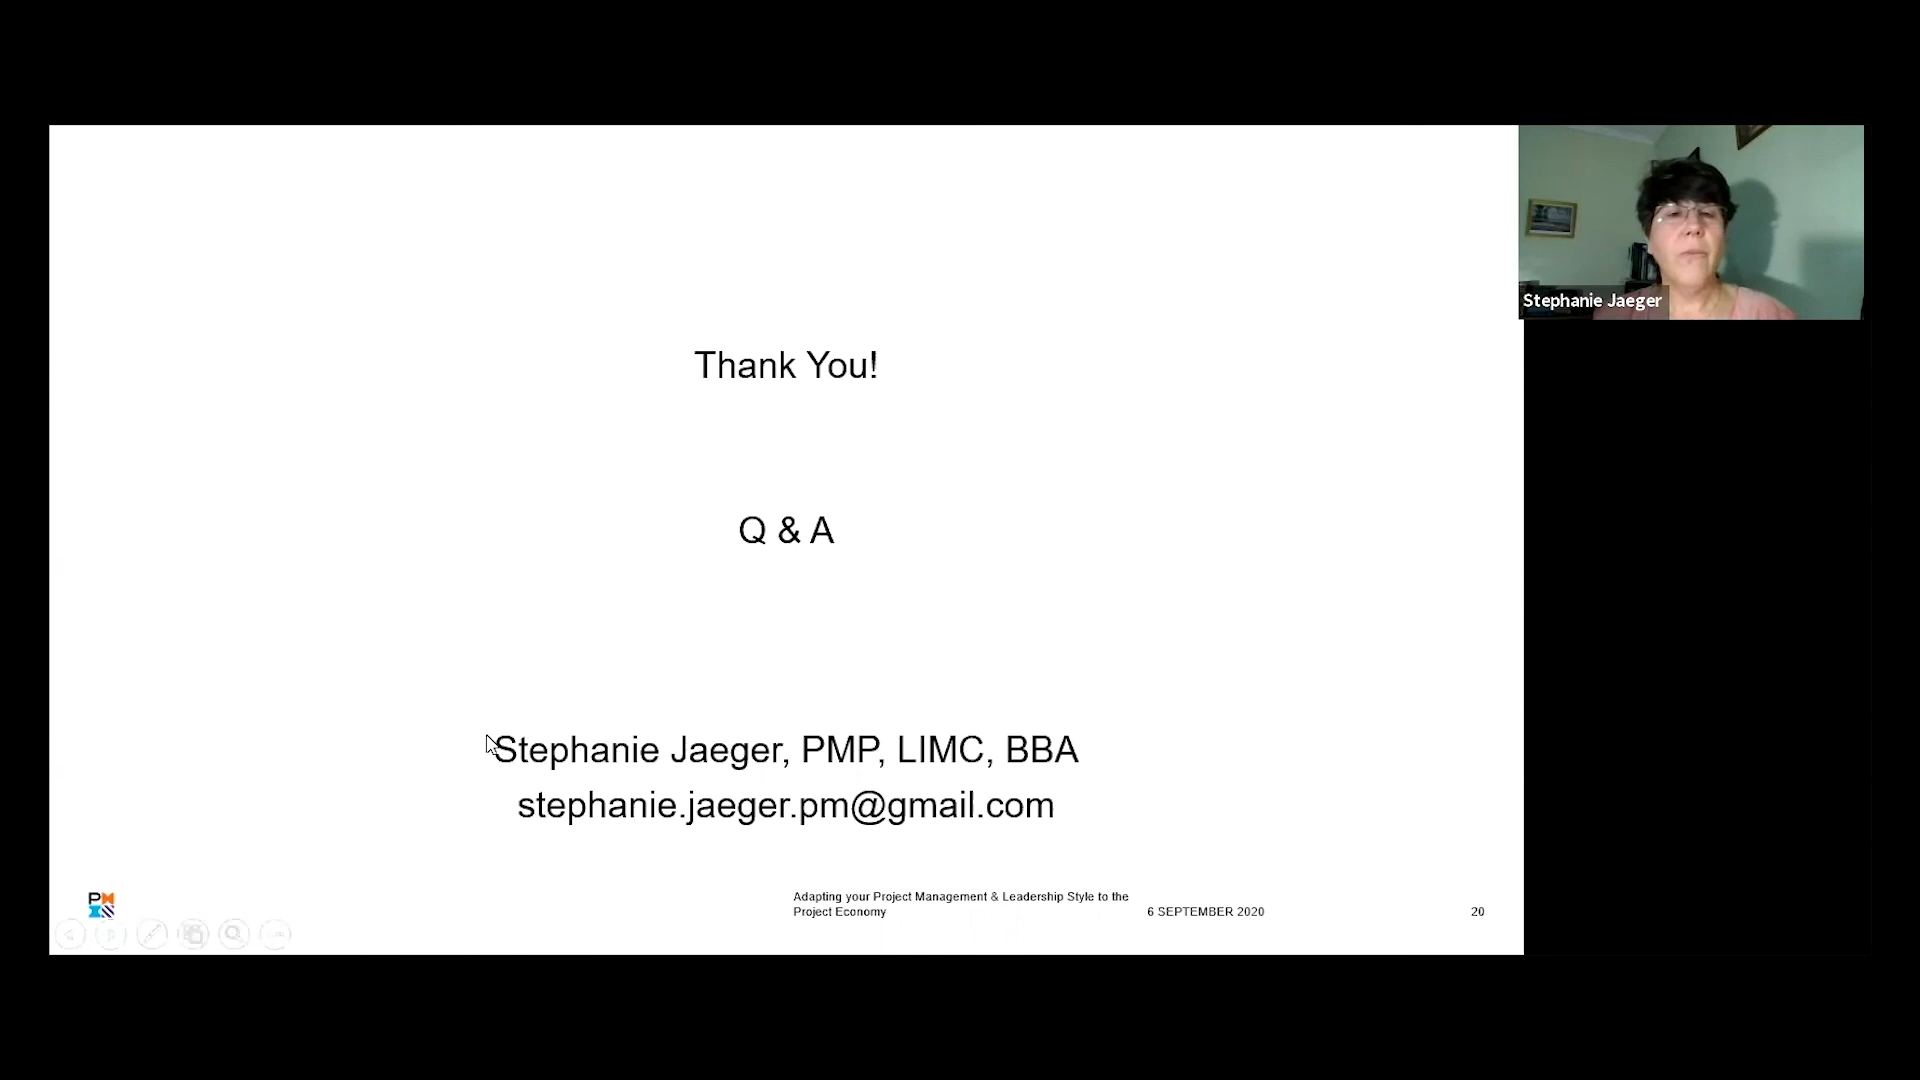 Thank You!
Q & A
Stephanie Jaeger, PMP, LIMC, BBA
stephanie.jaeger.pm@gmail.com
Adapting your Project Management & Leadership Style to the
Project Economy
6 SEPTEMBER 2020
20
Stephanie Jaeger